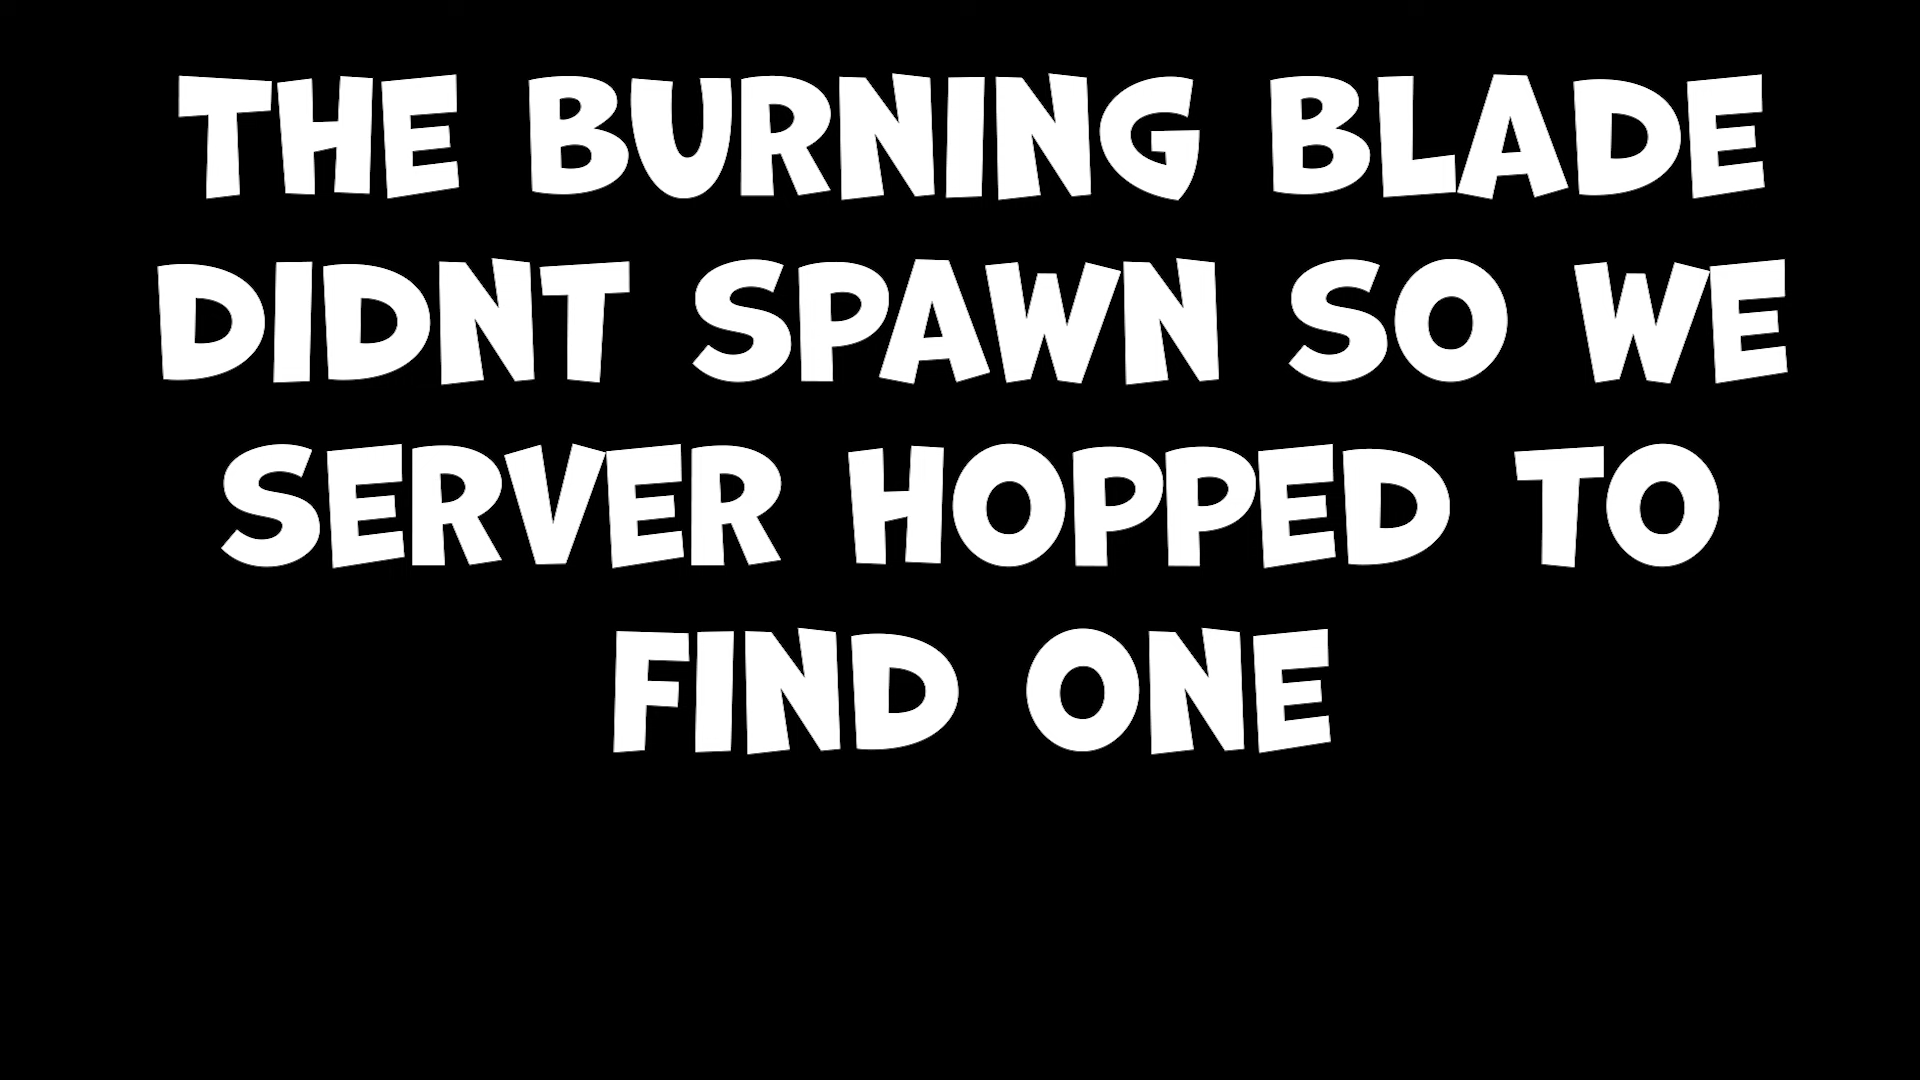 THE BURNING BLADE
DIDNT SPAWN SO WE
SERVER HOPPED TO
FIND ONE